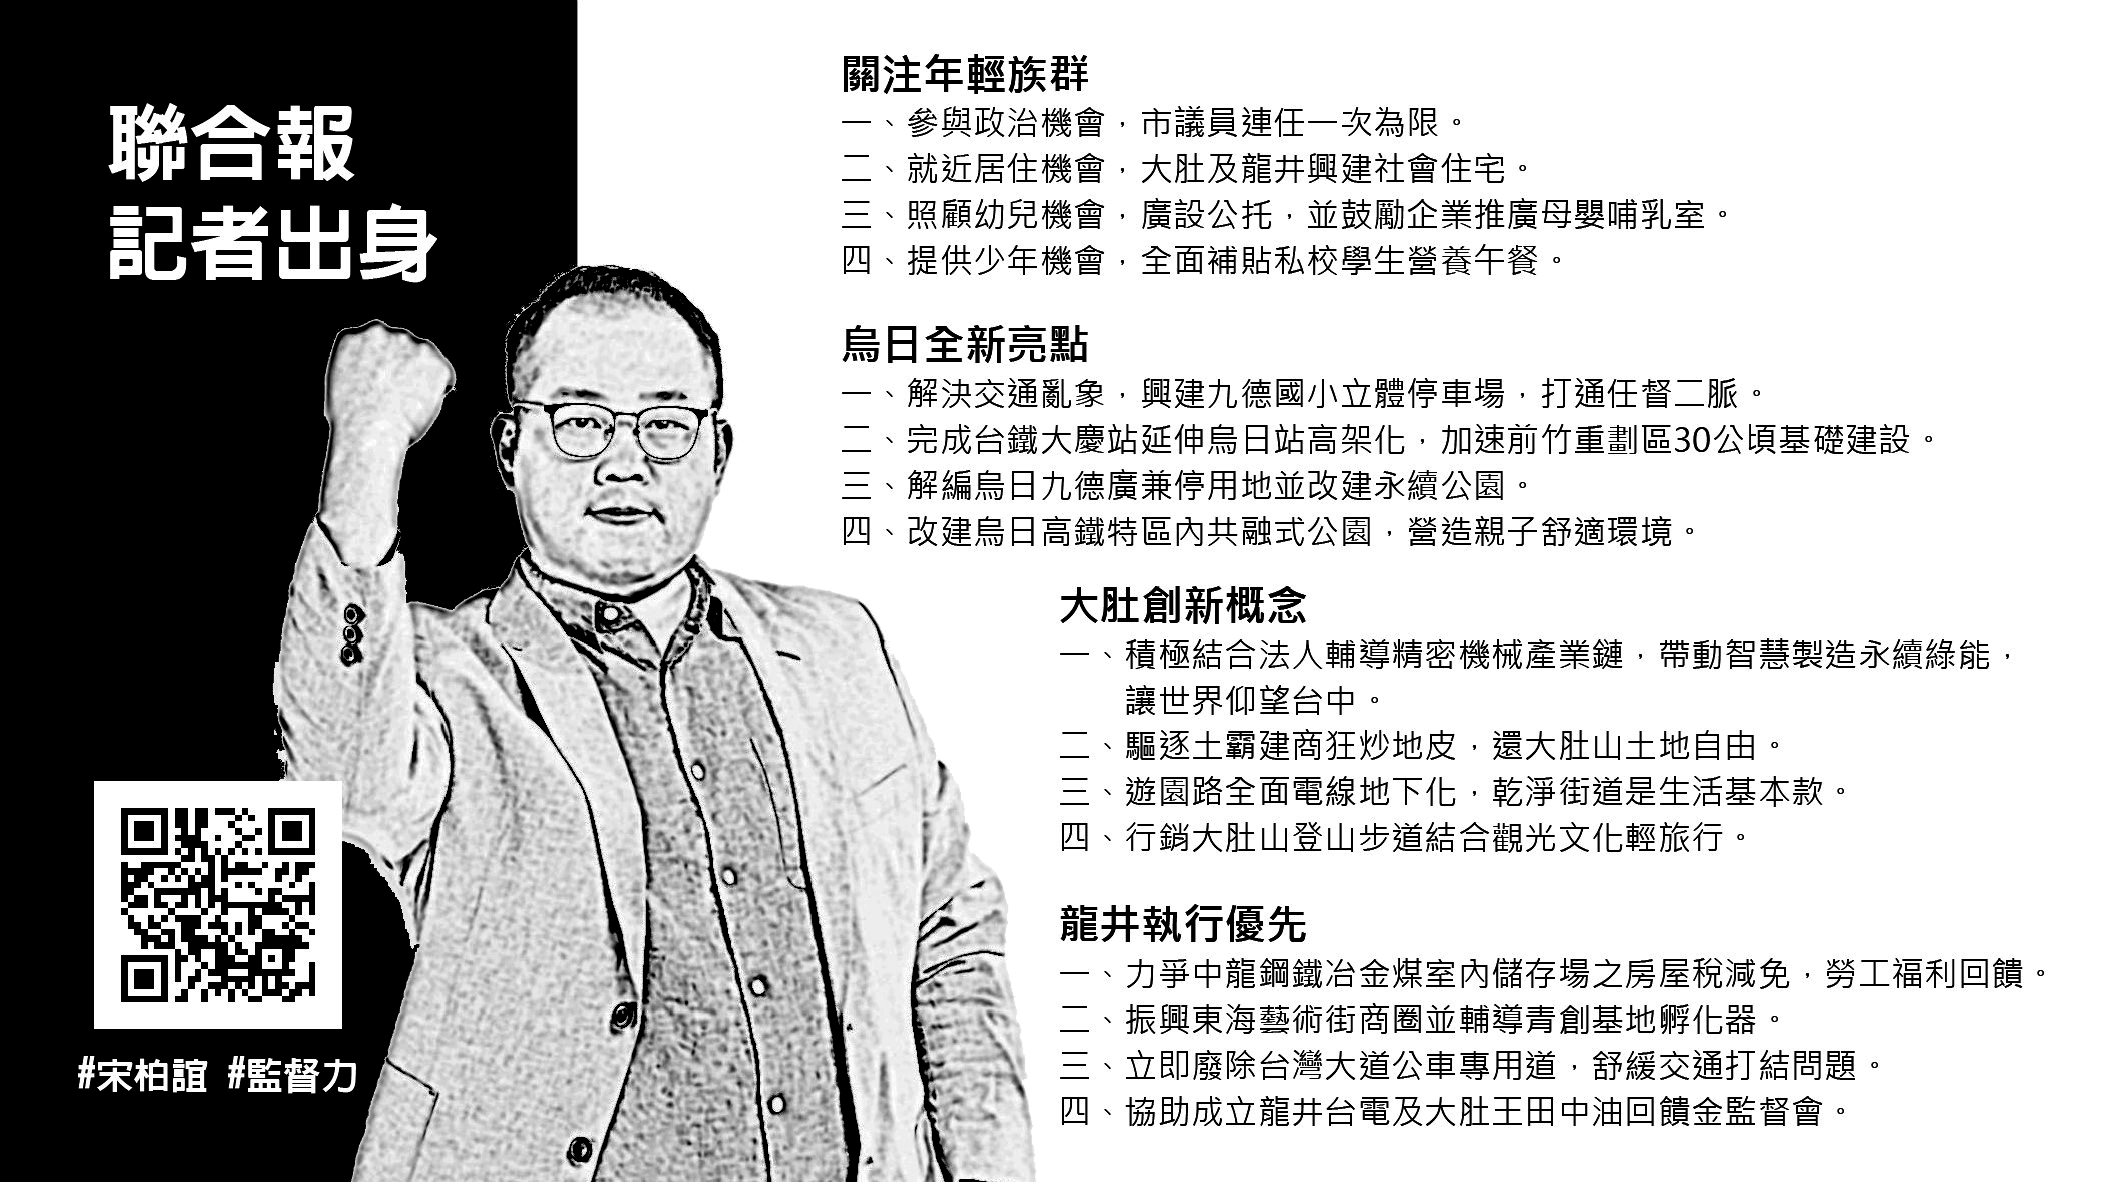 聯合報
記者出身
#宋柏誼 #監督力
關注年輕族群
一、參與政治機會，市議員連任一次為限。
二、就近居住機會，大肚及龍井興建社會住宅。
三、照顧幼兒機會，廣設公托，並鼓勵企業推廣母嬰哺乳室。
四、提供少年機會，全面補貼私校學生營養午餐。
烏日全新亮點
一、解決交通亂象，興建九德國小立體停車場，打通任督二脈。
二、完成台鐵大慶站延伸烏日站高架化，加速前竹重劃區30公頃基礎建設。
三、解編烏日九德廣兼停用地並改建永續公園。
四、改建烏日高鐵特區內共融式公園，營造親子舒適環境。
大肚創新概念
一、積極結合法人輔導精密機械產業鏈，帶動智慧製造永續綠能，
讓世界仰望台中。
二、驅逐土霸建商狂炒地皮，還大肚山土地自由。
三、遊園路全面電線地下化，乾淨街道是生活基本款。
四、行銷大肚山登山步道結合觀光文化輕旅行。
龍井執行優先
一、力爭中龍鋼鐵冶金煤室內儲存場之房屋稅減免，勞工福利回饋。
二、振興東海藝術街商圈並輔導青創基地孵化器。
三、立即廢除台灣大道公車專用道，舒緩交通打結問題。
四、協助成立龍井台電及大肚王田中油回饋金監督會。